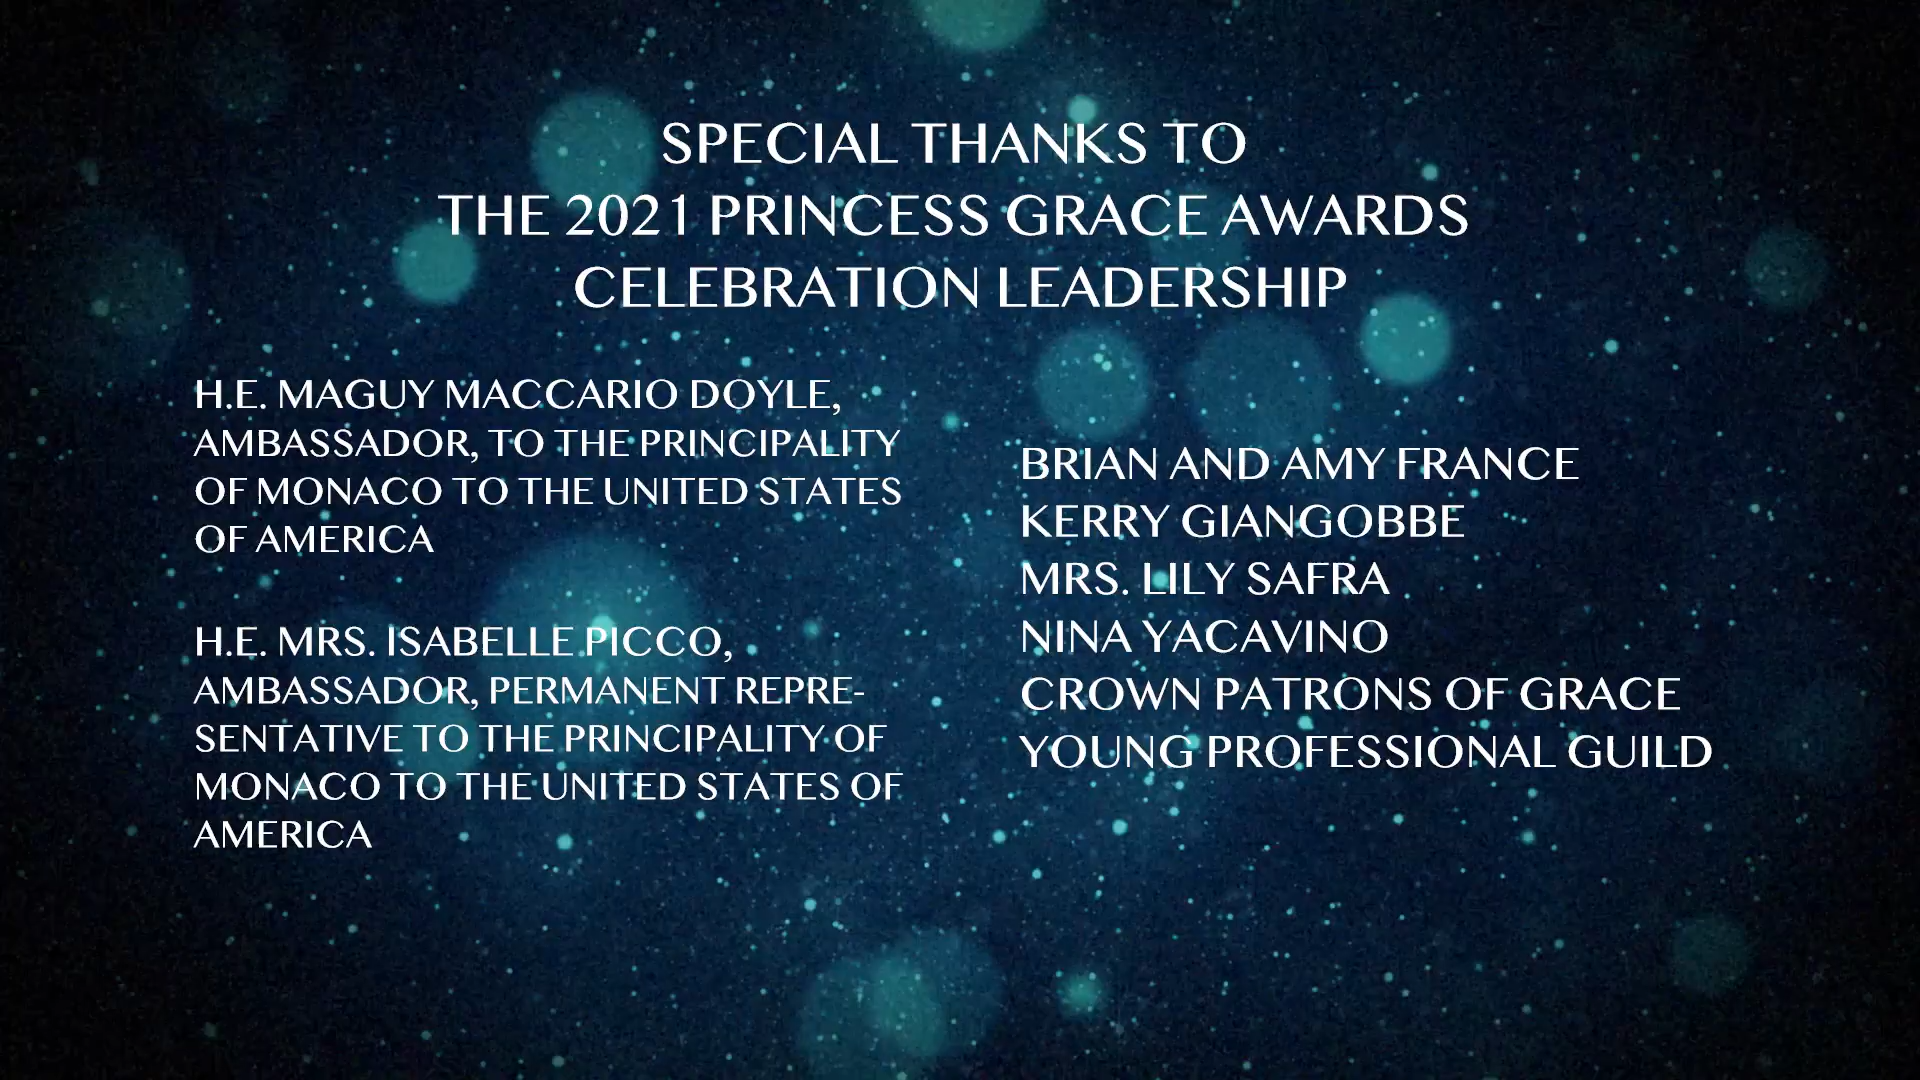 SPECIAL THANKS TO
THE 2021 PRINCESS GRACE AWARDS
CELEBRATION LEADERSHIP
H.E. MAGUY MACCARIO DOYLE,
AMBASSADOR, TO THE PRINCIPALITY
OF MONACO TO THE UNITED STATES
OF AMERICA
H.E. MRS. ISABELLE PICCO,
AMBASSADOR, PERMANENT REPRE-
SENTATIVE TO THE PRINCIPALITY OF
MONACO TO THE UNITED STATES OF
AMERICA
BRIAN AND AMY FRANCE
KERRY GIANGOBBE
MRS. LILY SAFRA
NINA YACAVINO
CROWN PATRONS OF GRACE
YOUNG PROFESSIONAL GUILD